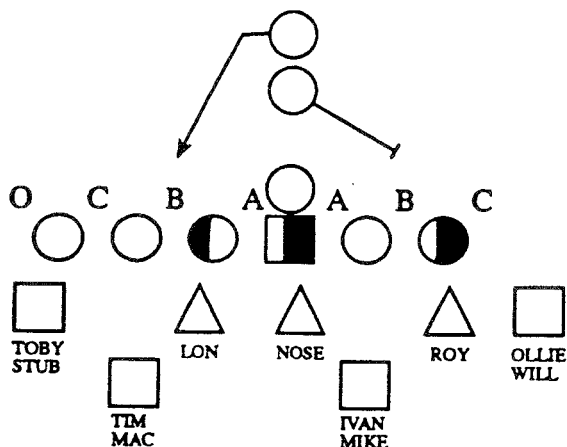 O C B A A B C
TOBY
STUB
LON
NOSE
ROY
OLLIE
WILL
TIM
MAC
IVAN
MIKE